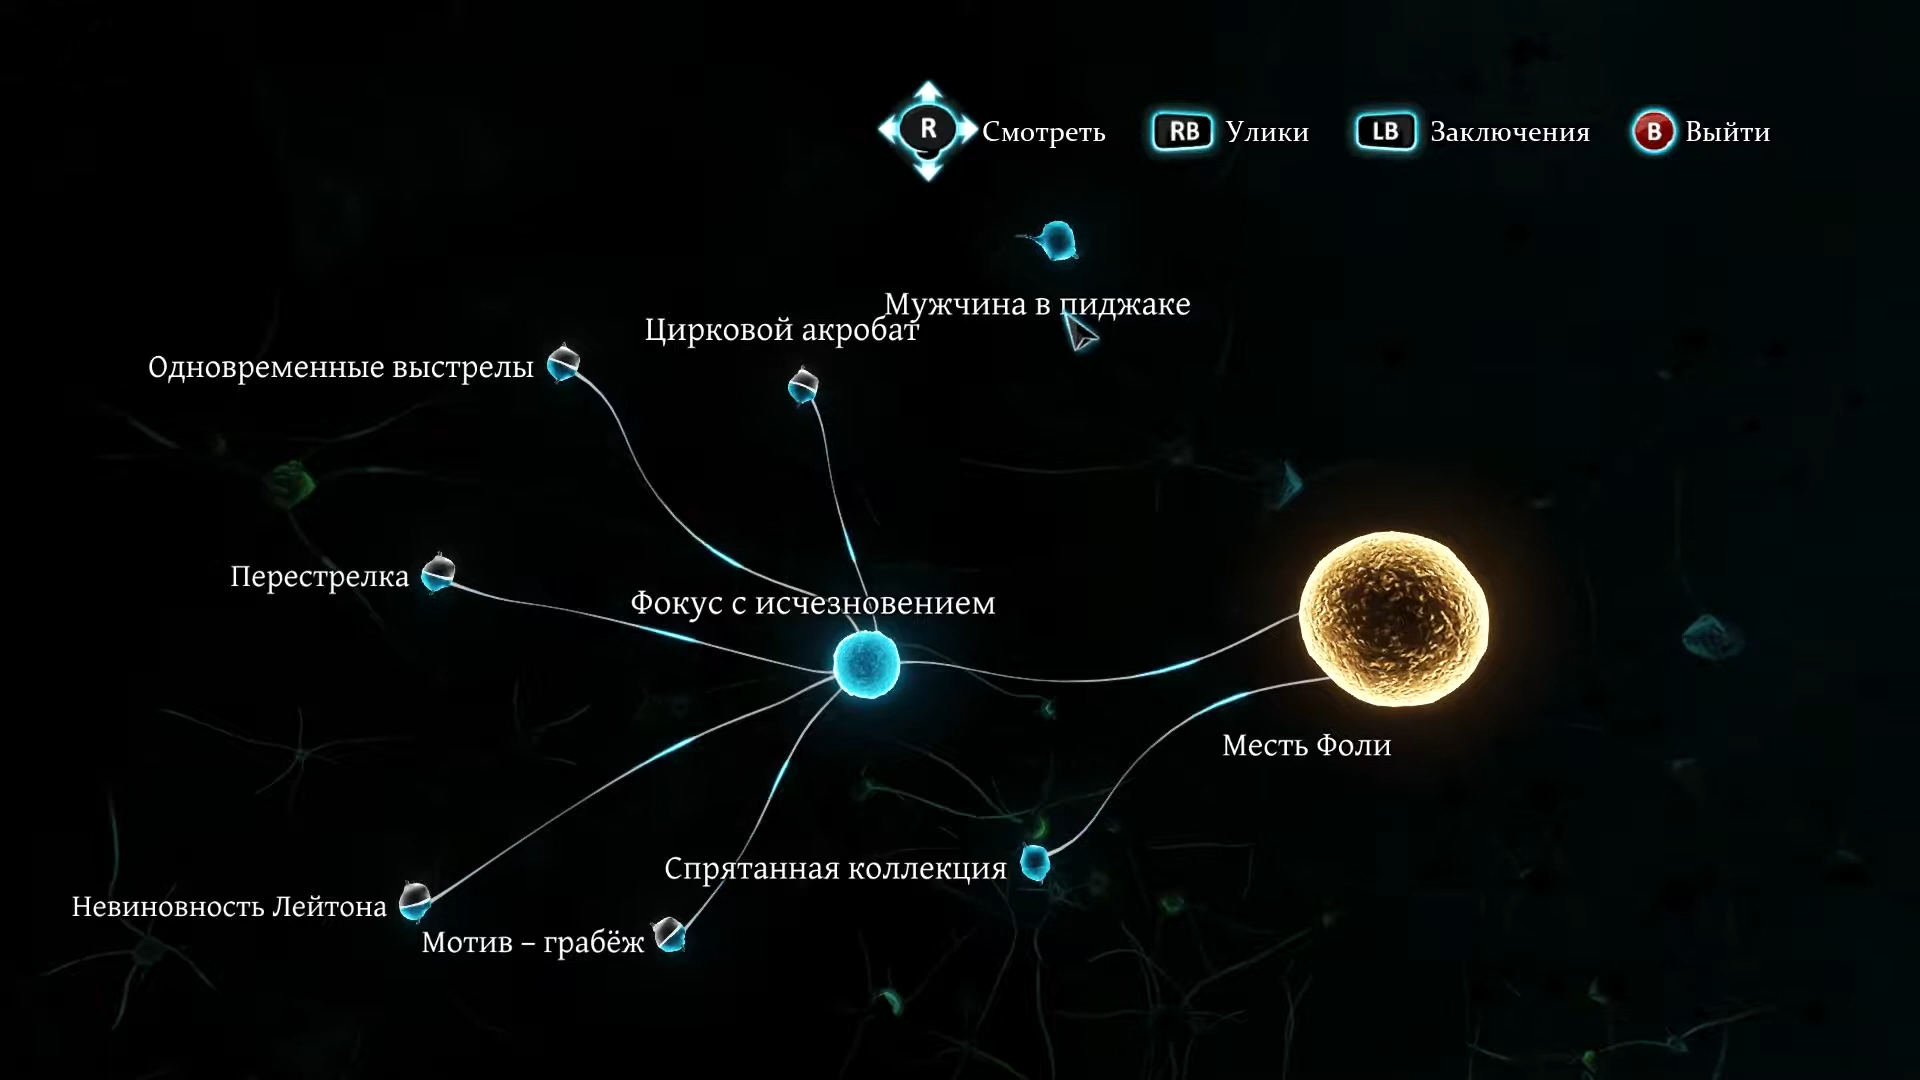 R Смотреть RB Улики LB Заключения B Выйти
Мужчина в пиджаке
Цирковой акробат
Одновременные выстрелы
Перестрелка
Фокус с исчезновением
Месть Фоли
Спрятанная коллекция
Невиновность Лейтона
Мотив – грабёж